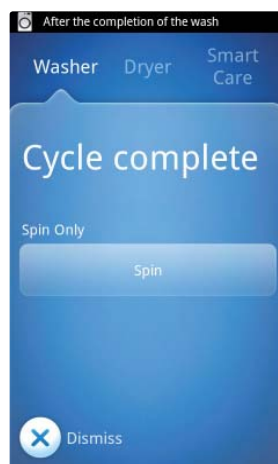 After the completion of the wash
Washer Dryer Smart
Care
Cycle complete
Spin Only
Spin
Dismiss